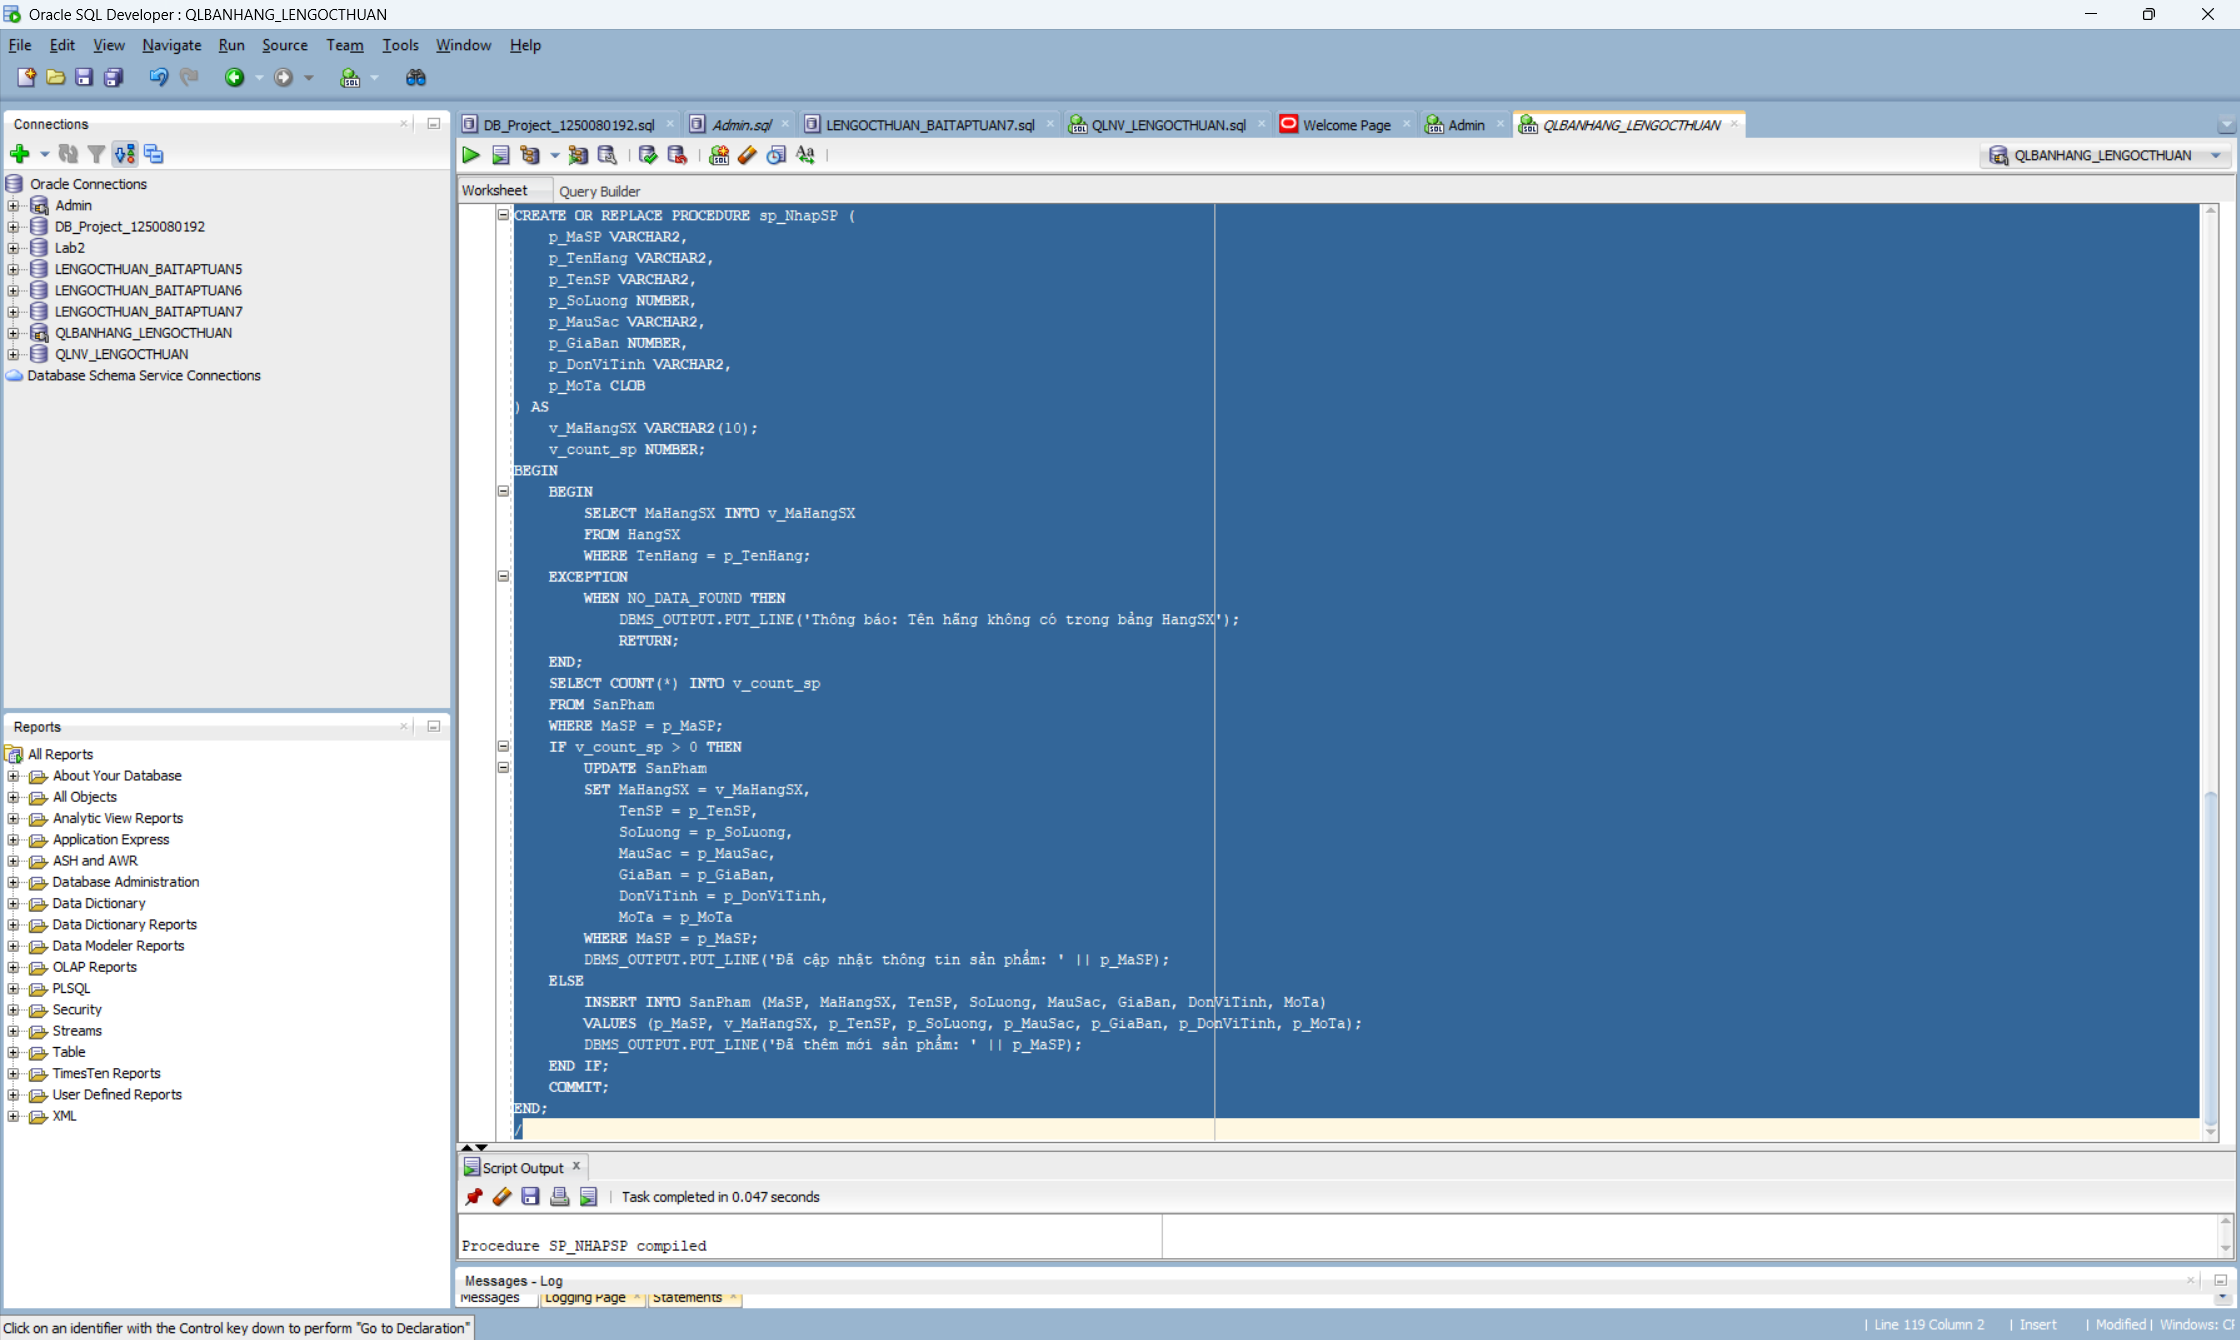 Oracle SQL Developer : QLBANHANG_LENGOCTHUAN
File Edit View Navigate Run Source Team Tools Window Help
Connections
Oracle Connections
Admin
DB_Project_1250080192
Lab2
LENGOCTHUAN_BAITAPTUAN5
LENGOCTHUAN_BAITAPTUAN6
LENGOCTHUAN_BAITAPTUAN7
QLBANHANG_LENGOCTHUAN
QLNV_LENGOCTHUAN
Database Schema Service Connections
Reports
All Reports
About Your Database
All Objects
Analytic View Reports
Application Express
ASH and AWR
Database Administration
Data Dictionary
Data Dictionary Reports
Data Modeler Reports
OLAP Reports
PLSQL
Security
Streams
Table
TimesTen Reports
User Defined Reports
XML
DB_Project_1250080192.sql Admin.sql LENGOCTHUAN_BAITAPTUAN7.sql QLNV_LENGOCTHUAN.sql Welcome Page Admin QLBANHANG_LENGOCTHUAN
QLBANHANG_LENGOCTHUAN
Worksheet Query Builder
CREATE OR REPLACE PROCEDURE sp_NhapSP (
p_MaSP VARCHAR2,
p_TenHang VARCHAR2,
p_TenSP VARCHAR2,
p_SoLuong NUMBER,
p_MauSac VARCHAR2,
p_GiaBan NUMBER,
p_DonViTinh VARCHAR2,
p_MoTa CLOB
) AS
v_MaHangSX VARCHAR2(10);
v_count_sp NUMBER;
BEGIN
BEGIN
SELECT MaHangSX INTO v_MaHangSX
FROM HangSX
WHERE TenHang = p_TenHang;
EXCEPTION
WHEN NO_DATA_FOUND THEN
DBMS_OUTPUT.PUT_LINE('Thông báo: Tên hãng không có trong bảng HangSX');
RETURN;
END;
SELECT COUNT(*) INTO v_count_sp
FROM SanPham
WHERE MaSP = p_MaSP;
IF v_count_sp > 0 THEN
UPDATE SanPham
SET MaHangSX = v_MaHangSX,
TenSP = p_TenSP,
SoLuong = p_SoLuong,
MauSac = p_MauSac,
GiaBan = p_GiaBan,
DonViTinh = p_DonViTinh,
MoTa = p_MoTa
WHERE MaSP = p_MaSP;
DBMS_OUTPUT.PUT_LINE('Đã cập nhật thông tin sản phẩm: ' || p_MaSP);
ELSE
INSERT INTO SanPham (MaSP, MaHangSX, TenSP, SoLuong, MauSac, GiaBan, DonViTinh, MoTa)
VALUES (p_MaSP, v_MaHangSX, p_TenSP, p_SoLuong, p_MauSac, p_GiaBan, p_DonViTinh, p_MoTa);
DBMS_OUTPUT.PUT_LINE('Đã thêm mới sản phẩm: ' || p_MaSP);
END IF;
COMMIT;
END;
/
Script Output
Task completed in 0.047 seconds
Procedure SP_NHAPSP compiled
Messages - Log
Messages Logging Page Statements
Click on an identifier with the Control key down to perform "Go to Declaration"
Line 119 Column 2 | Insert | Modified | Windows: